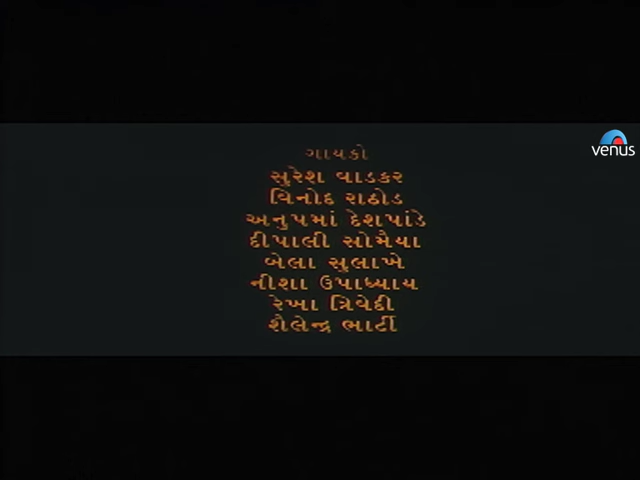 venus
ગાયકો
સુરેશ વાડકર
વિનોદ રાઠોડ
અનુપમાં દેશપાંડે
દીપાલી સોમૈયા
બેલા સુલાખે
નીશા ઉપાધ્યાય
રેખા ત્રિવેદી
શૈલેન્દ્ર ભાર્ટી